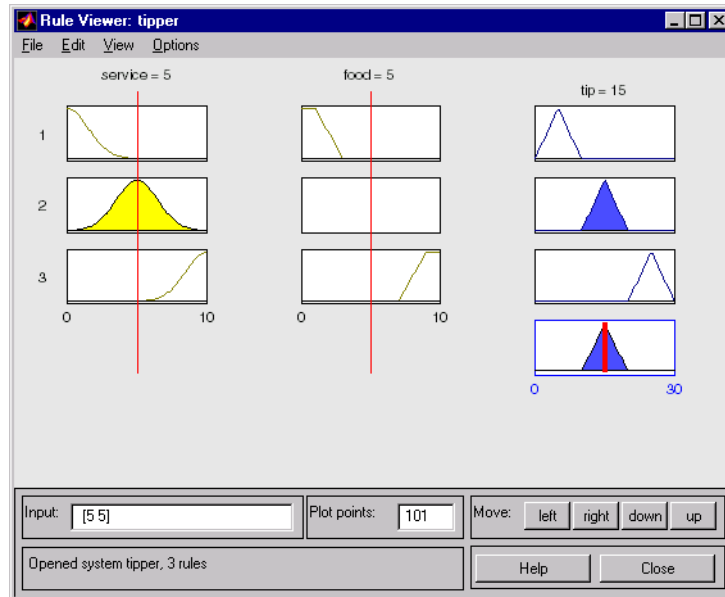 Rule Viewer: tipper
File Edit View Options
service = 5 food = 5 tip = 15
1
2
3
0 10 0 10
0 30
Input: [5 5] Plot points: 101 Move: left right down up
Opened system tipper, 3 rules Help Close